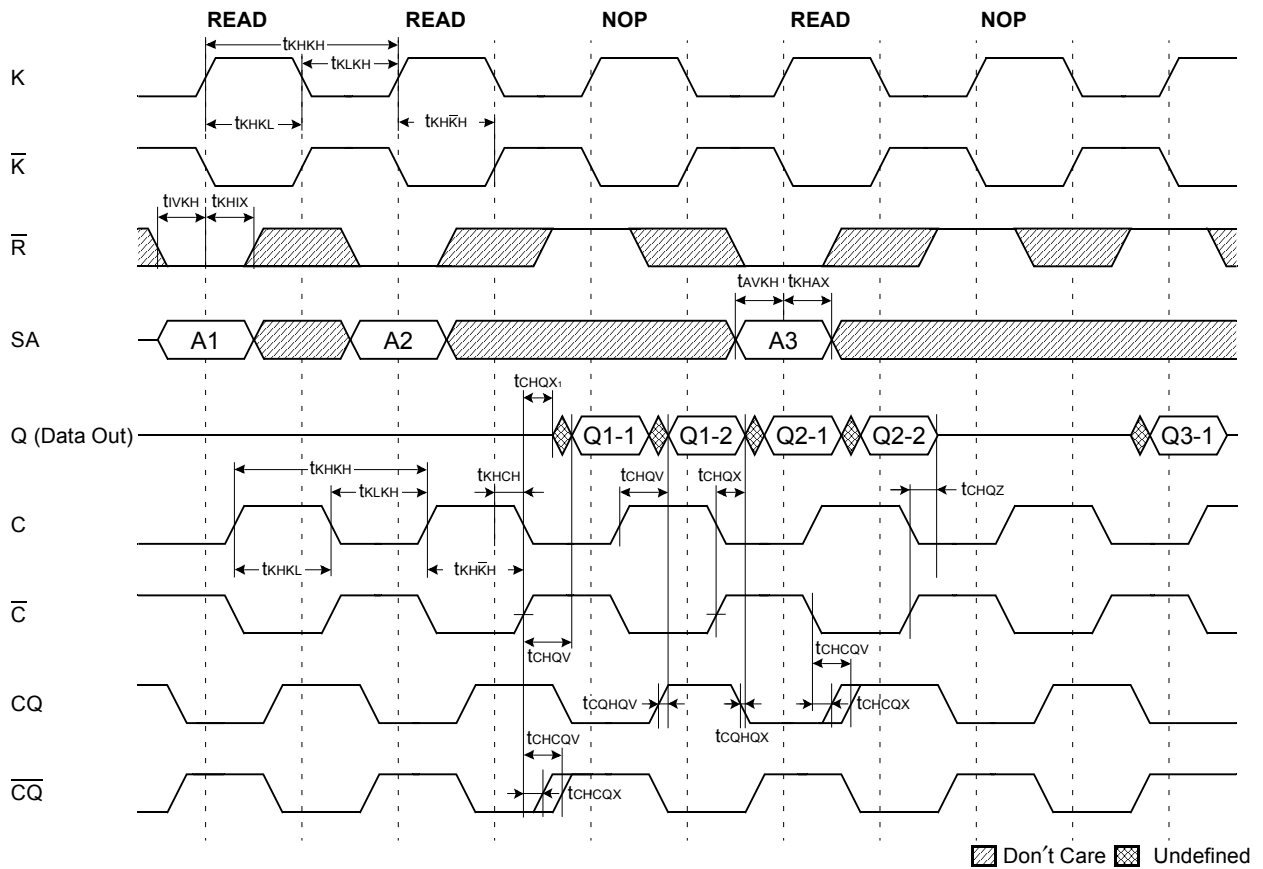 READ READ NOP READ NOP
tKHKH
tKLKH
K
tKHKL
tKHK̅H
K̅
tIVKH tKHIX
R̅
tAVKH tKHAX
SA A1 A2 A3
tCHQX1
Q (Data Out) Q1-1 Q1-2 Q2-1 Q2-2 Q3-1
tKHKH tKHCH tCHQV tCHQX tCHQZ
tKLKH
C
tKHKL tKHK̅H
C̅
tCHQV tCHCQV
CQ tCQHQV tCHCQX
tCQHQX
tCHCQV
C̅Q̅ tCHCQX
Don′t Care Undefined